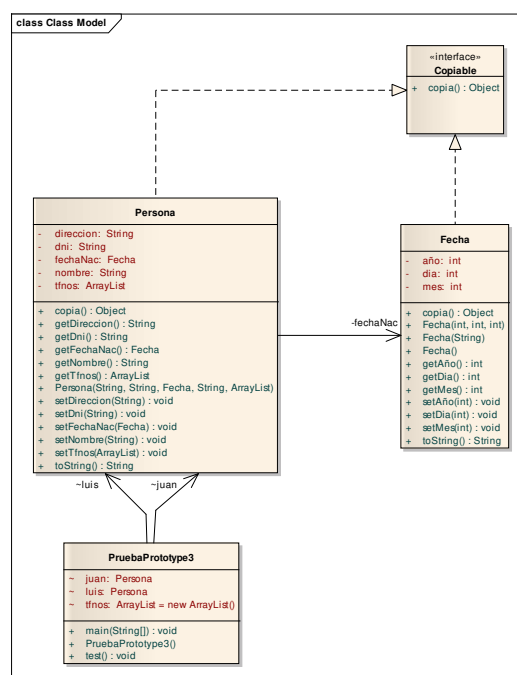 class Class Model
«interface»
Copiable
+ copia() : Object
Persona
- direccion: String
- dni: String
- fechaNac: Fecha
- nombre: String
- tfnos: ArrayList
+ copia() : Object
+ getDireccion() : String
+ getDni() : String
+ getFechaNac() : Fecha
+ getNombre() : String
+ getTfnos() : ArrayList
+ Persona(String, String, Fecha, String, ArrayList)
+ setDireccion(String) : void
+ setDni(String) : void
+ setFechaNac(Fecha) : void
+ setNombre(String) : void
+ setTfnos(ArrayList) : void
+ toString() : String
-fechaNac
Fecha
- año: int
- dia: int
- mes: int
+ copia() : Object
+ Fecha(int, int, int)
+ Fecha(String)
+ Fecha()
+ getAño() : int
+ getDia() : int
+ getMes() : int
+ setAño(int) : void
+ setDia(int) : void
+ setMes(int) : void
+ toString() : String
~luis
~juan
PruebaPrototype3
~ juan: Persona
~ luis: Persona
~ tfnos: ArrayList = new ArrayList()
+ main(String[]) : void
+ PruebaPrototype3()
+ test() : void